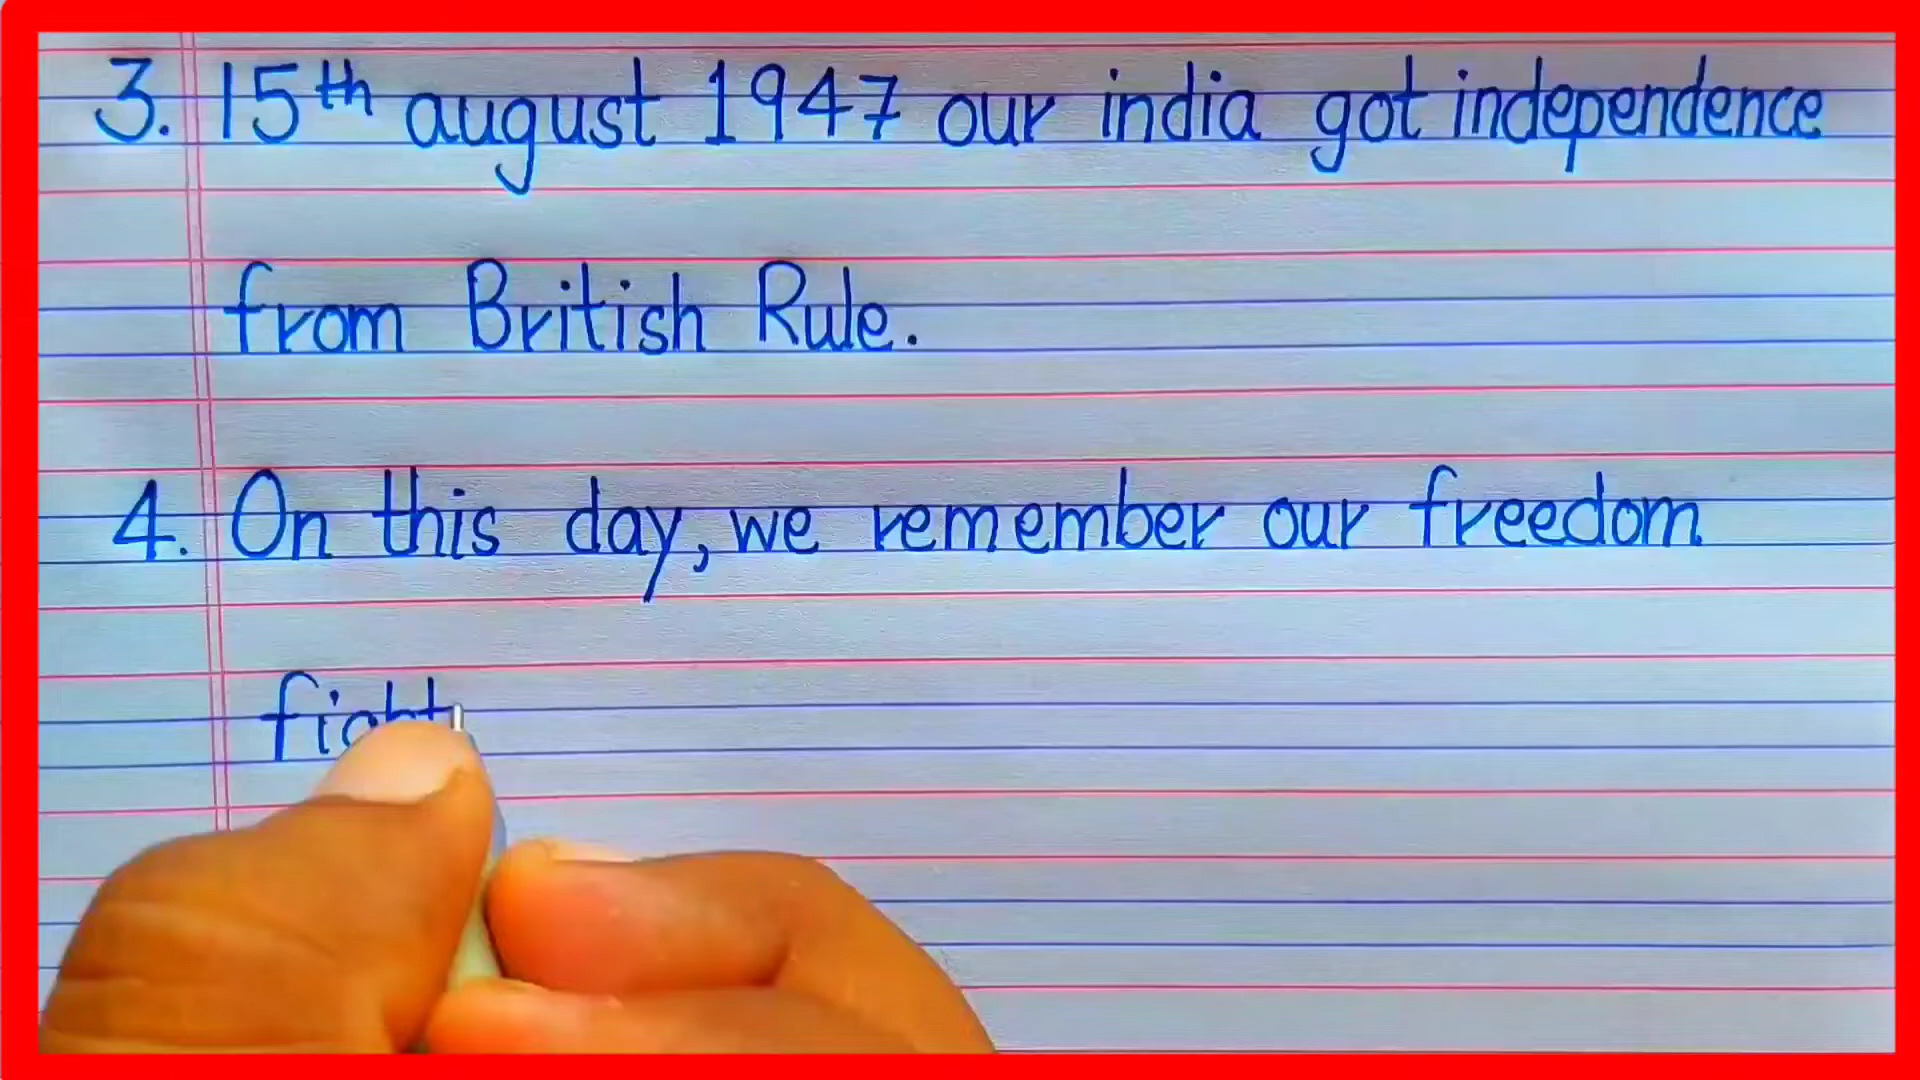 3. 15th august 1947 our india got independence
from British Rule.
4. On this day, we remember our freedom
fight